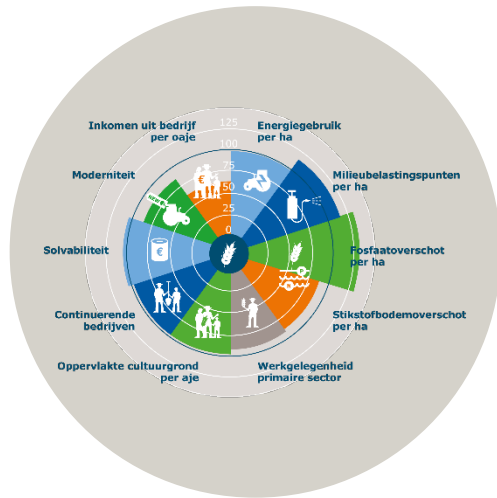 Inkomen uit bedrijf
per oaje
Energiegebruik
per ha
Moderniteit
Milieubelastingspunten
per ha
Solvabiliteit
Fosfaatoverschot
per ha
Continuerende
bedrijven
Stikstofbodemoverschot
per ha
Oppervlakte cultuurgrond
per aje
Werkgelegenheid
primaire sector
125
100
75
50
25
0
NEW
€
€
P
P